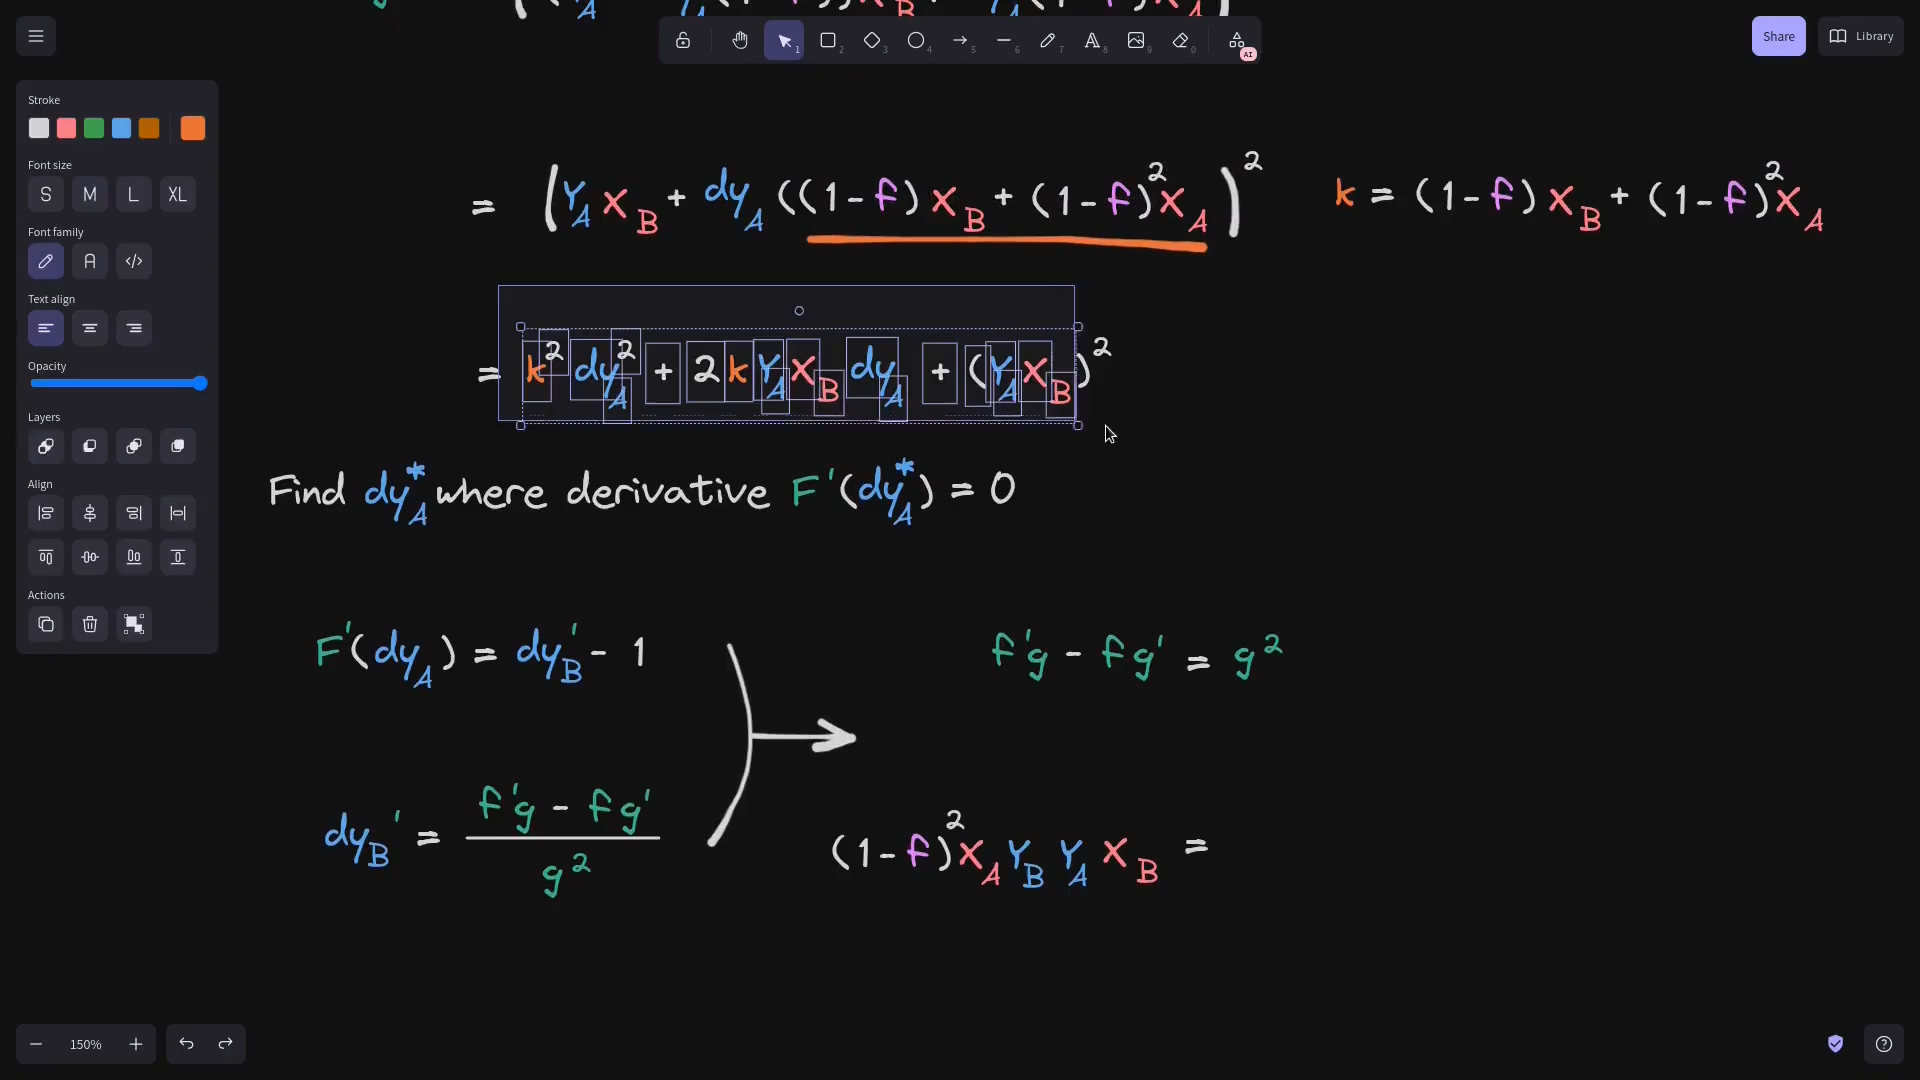 Share
Library
AI
Stroke
Font size
S M L XL
Font family
Text align
Opacity
Layers
Align
Actions
= (Y_A X_B + dy_A ((1-f) X_B + (1-f)^2 X_A)^2
k = (1-f) X_B + (1-f)^2 X_A
= k^2 dy_A^2 + 2 k Y_A X_B dy_A + (Y_A X_B)^2
Find dy_A^* where derivative F'(dy_A^*) = 0
F'(dy_A) = dy_B' - 1
f'g - fg' = g^2
dy_B' = (f'g - fg') / g^2
(1-f)^2 X_A Y_B Y_A X_B =
150%